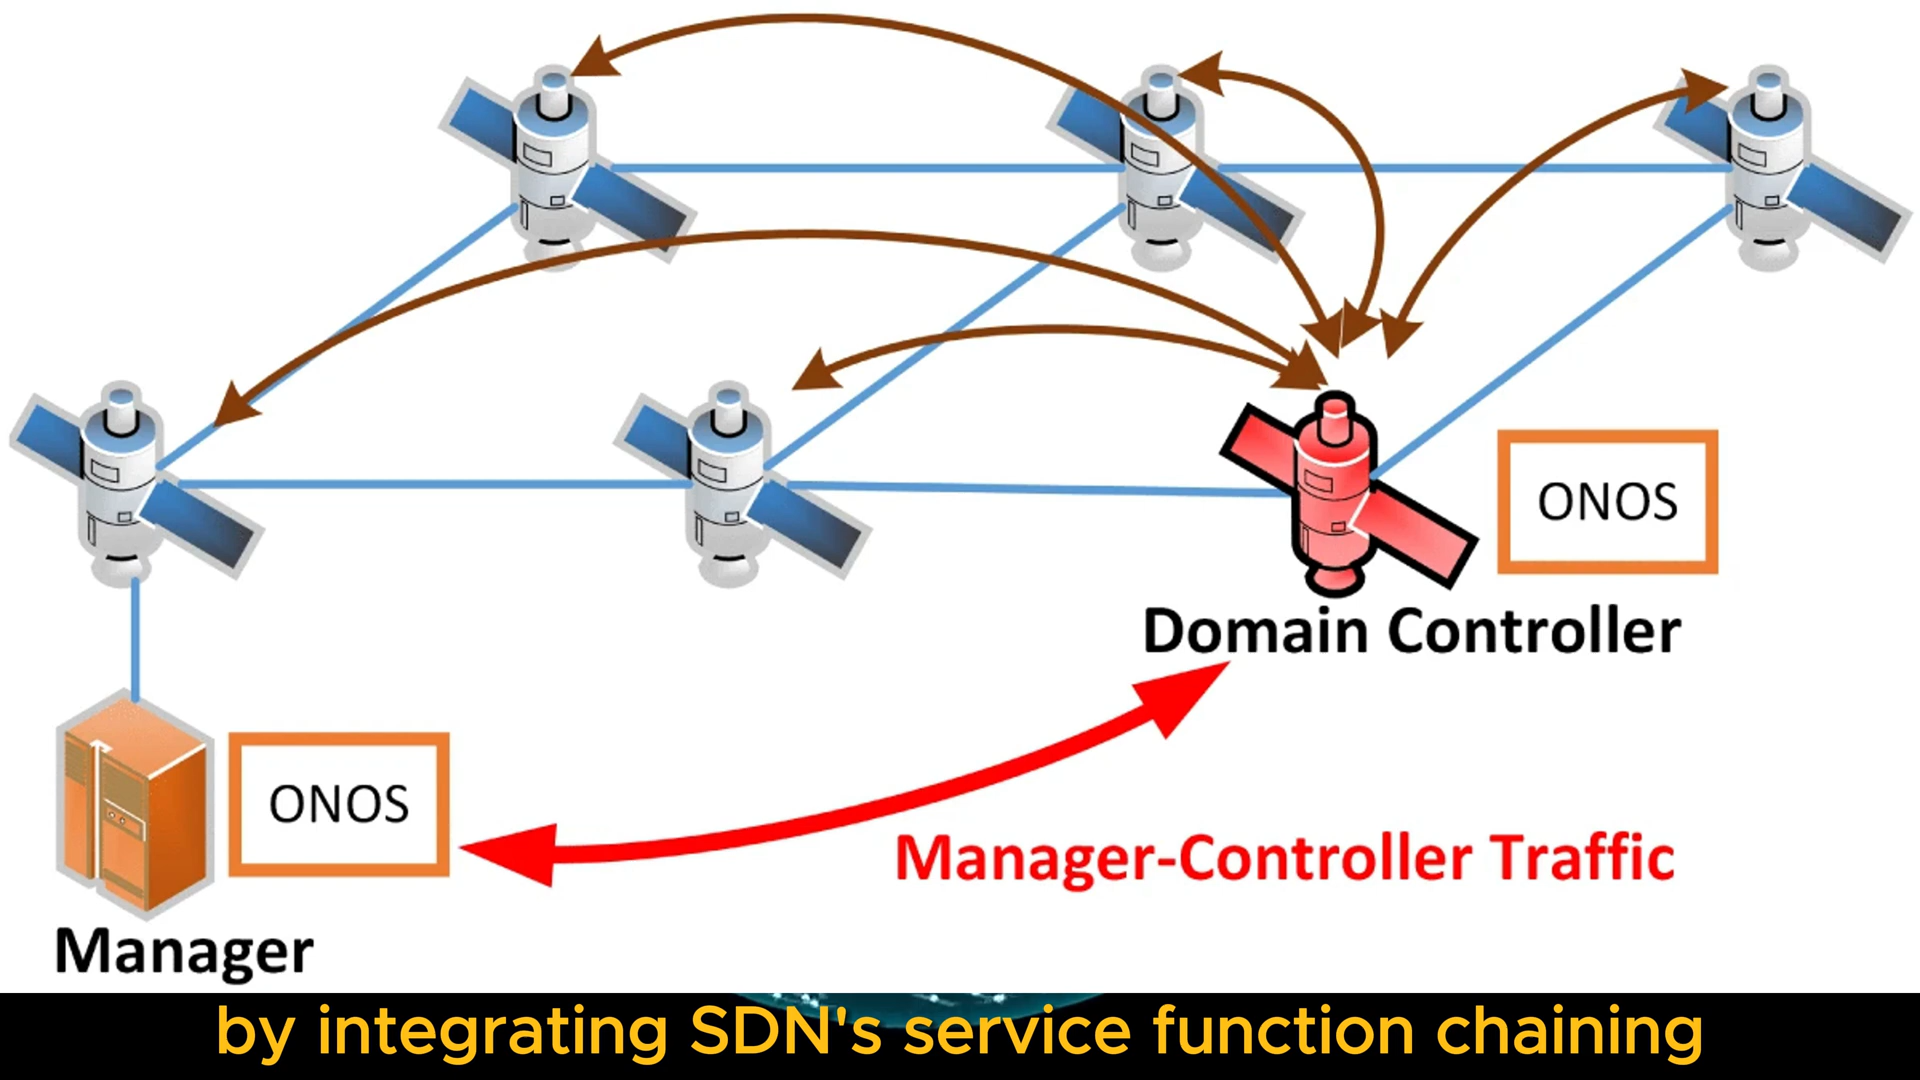 ONOS
Domain Controller
ONOS
Manager-Controller Traffic
Manager
by integrating SDN's service function chaining